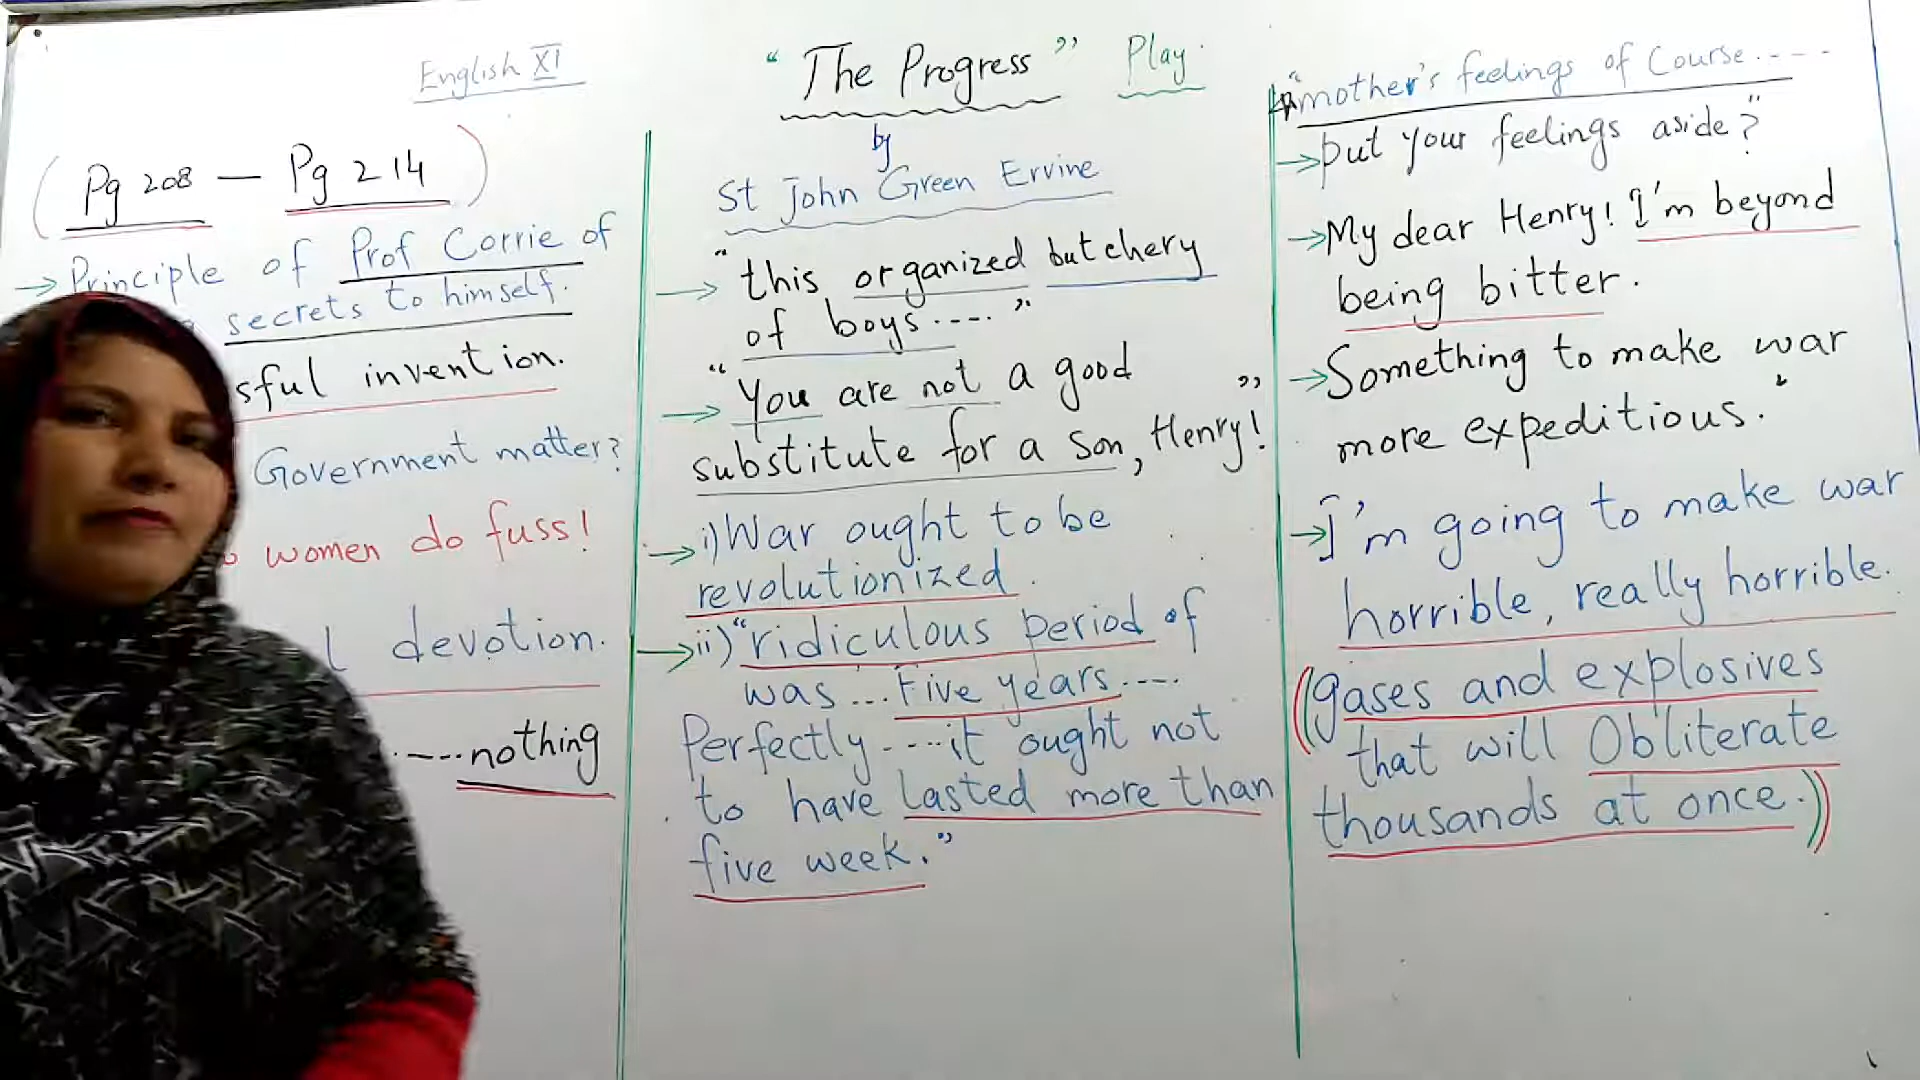 English XI
(Pg 208 — Pg 214)
→ Principle of Prof Corrie of
secrets to himself.
sful invention.
Government matter?
women do fuss!
devotion.
----nothing
"The Progress" Play
by
St John Green Ervine
→ "this organized butchery
of boys....."
→ "You are not a good
substitute for a son, Henry!"
→ i) War ought to be
revolutionized.
→ ii) "ridiculous period of
was ... Five years ....
Perfectly ----it ought not
to have lasted more than
five week."
"A mother's feelings of Course.----
→ put your feelings aside?"
→ My dear Henry! I'm beyond
being bitter.
→ Something to make war
more expeditious.
→ I'm going to make war
horrible, really horrible.
(gases and explosives
that will Obliterate
thousands at once.)